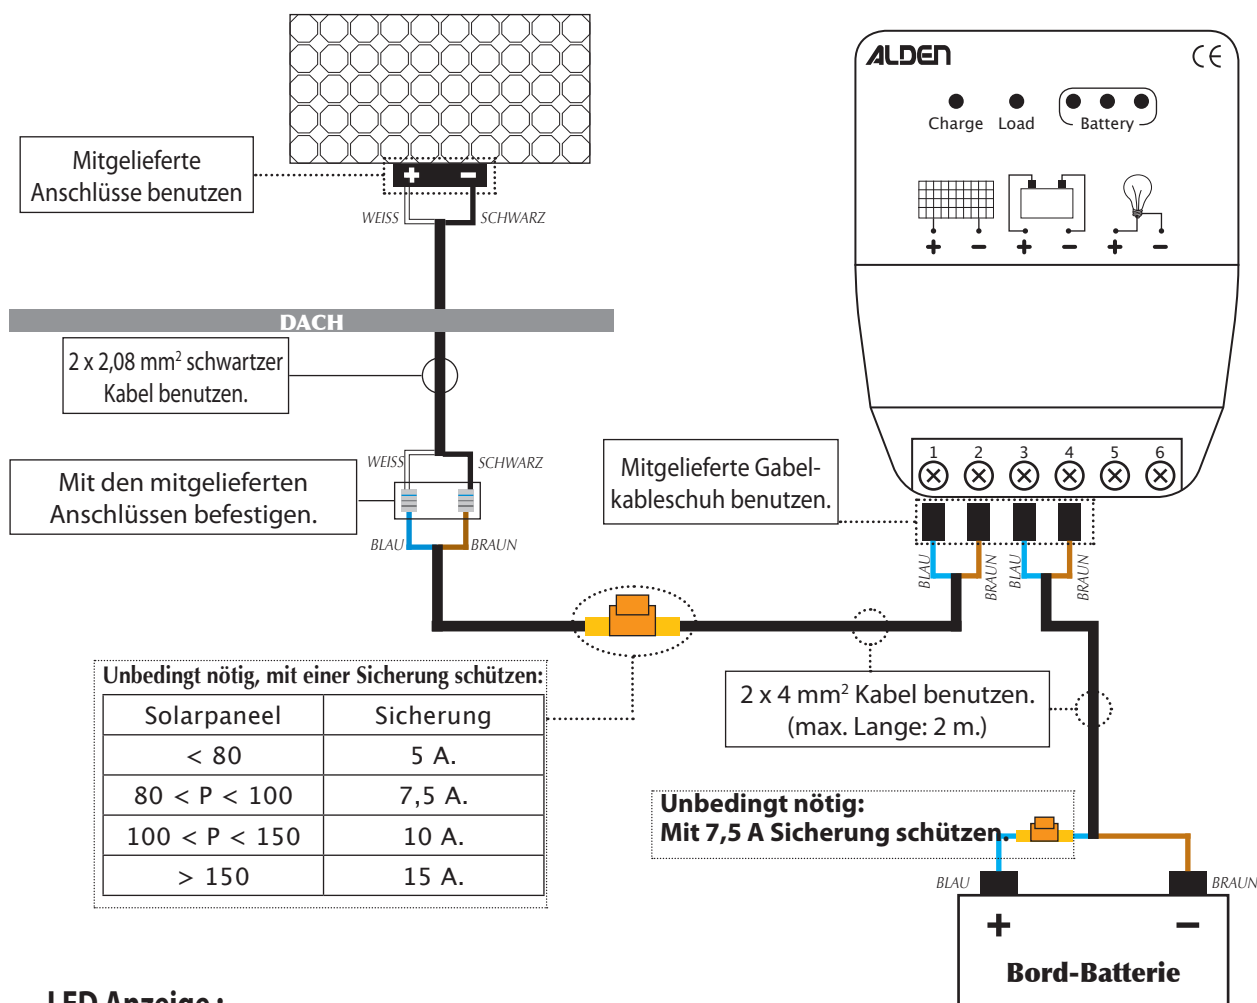 ALDEN
CE
Charge Load Battery
Mitgelieferte
Anschlüsse benutzen
+ −
WEISS SCHWARZ
+ − + − + −
DACH
2 x 2,08 mm² schwartzer
Kabel benutzen.
WEISS SCHWARZ
Mit den mitgelieferten
Anschlüssen befestigen.
BLAU BRAUN
Mitgelieferte Gabel-
kableschuh benutzen.
1 2 3 4 5 6
BLAU BRAUN BLAU BRAUN
Unbedingt nötig, mit einer Sicherung schützen:
Solarpaneel Sicherung
< 80 5 A.
80 < P < 100 7,5 A.
100 < P < 150 10 A.
> 150 15 A.
2 x 4 mm² Kabel benutzen.
(max. Lange: 2 m.)
Unbedingt nötig:
Mit 7,5 A Sicherung schützen.
BLAU BRAUN
+ −
Bord-Batterie
LED Anzeige :